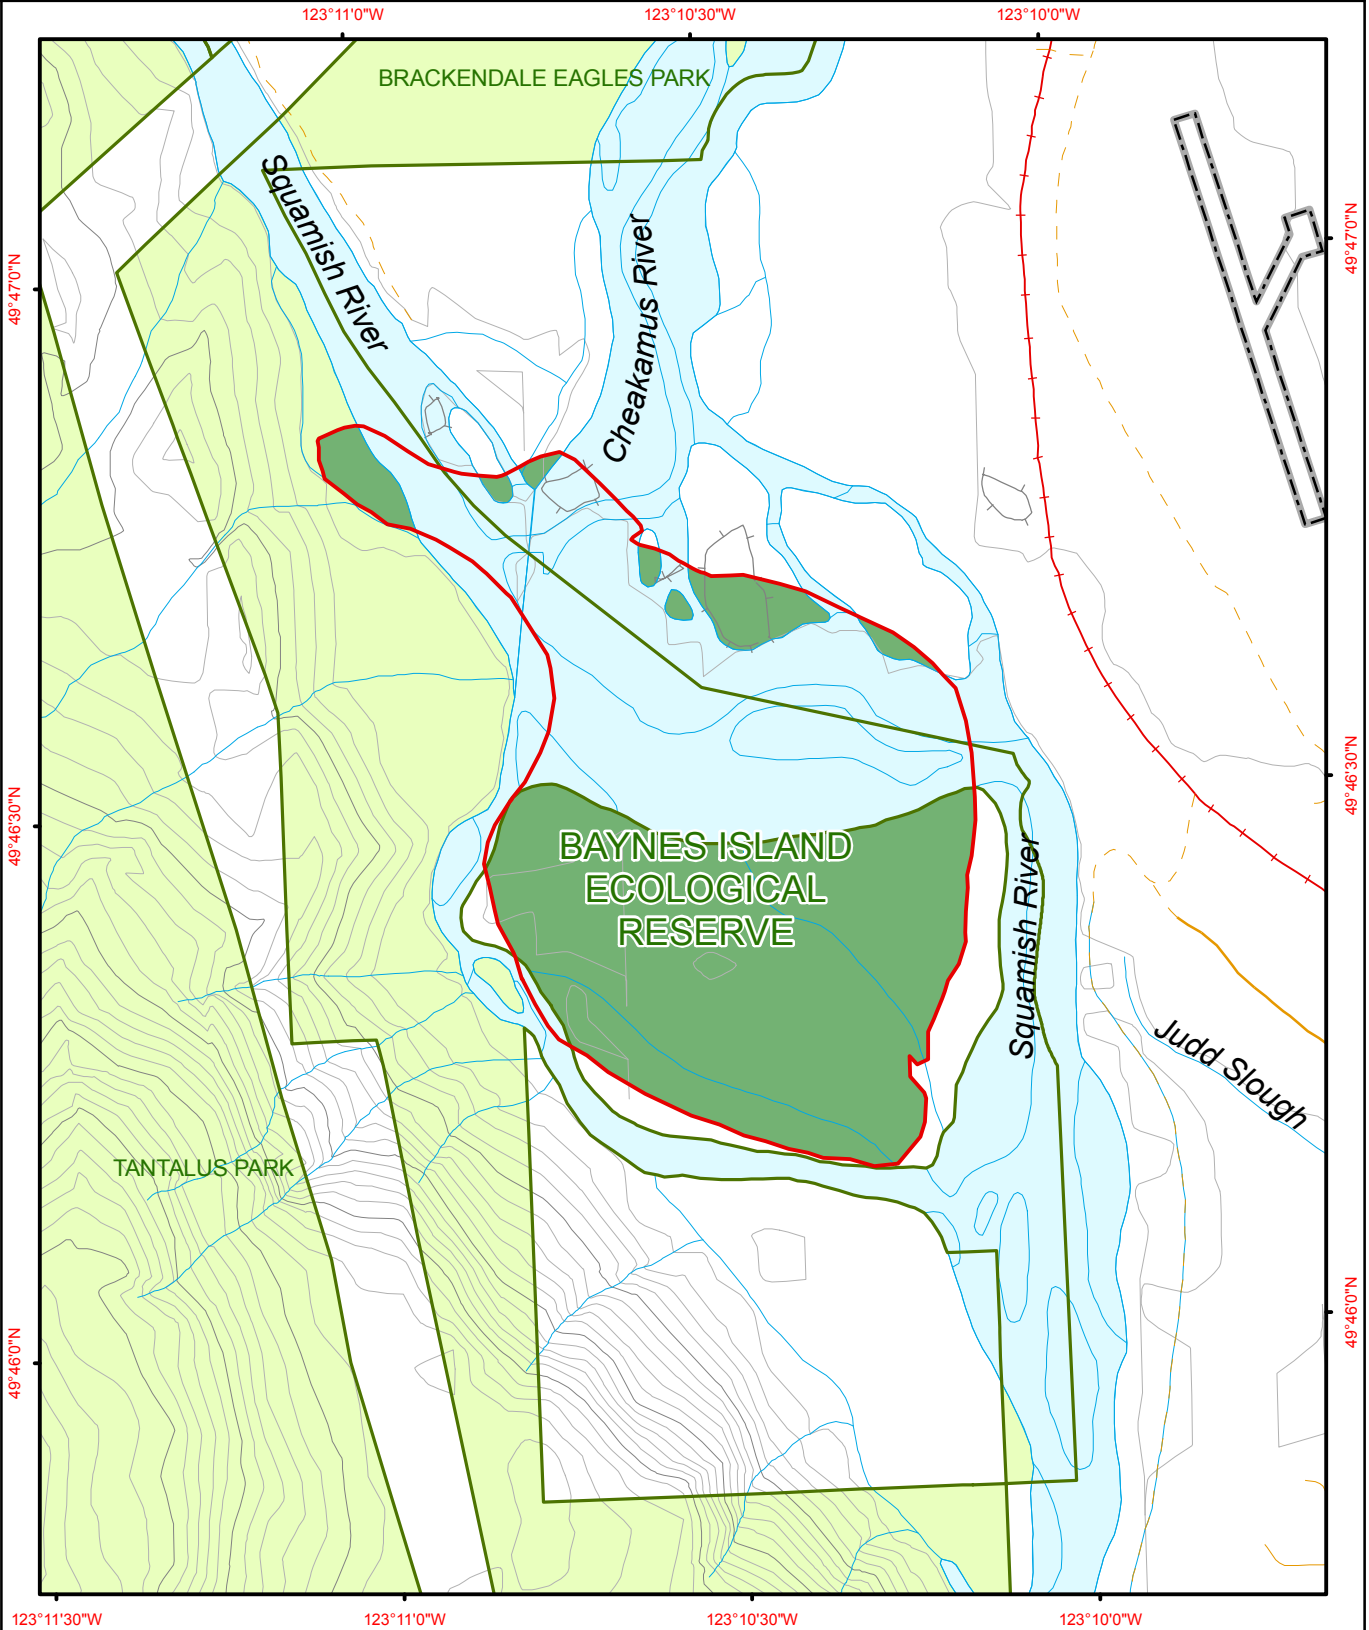 123°11'0"W
123°10'30"W
123°10'0"W
BRACKENDALE EAGLES PARK
Squamish River
Cheakamus River
49°47'0"N
49°47'0"N
49°46'30"N
49°46'30"N
BAYNES ISLAND
ECOLOGICAL
RESERVE
Squamish River
Judd Slough
TANTALUS PARK
49°46'0"N
49°46'0"N
123°11'30"W
123°11'0"W
123°10'30"W
123°10'0"W